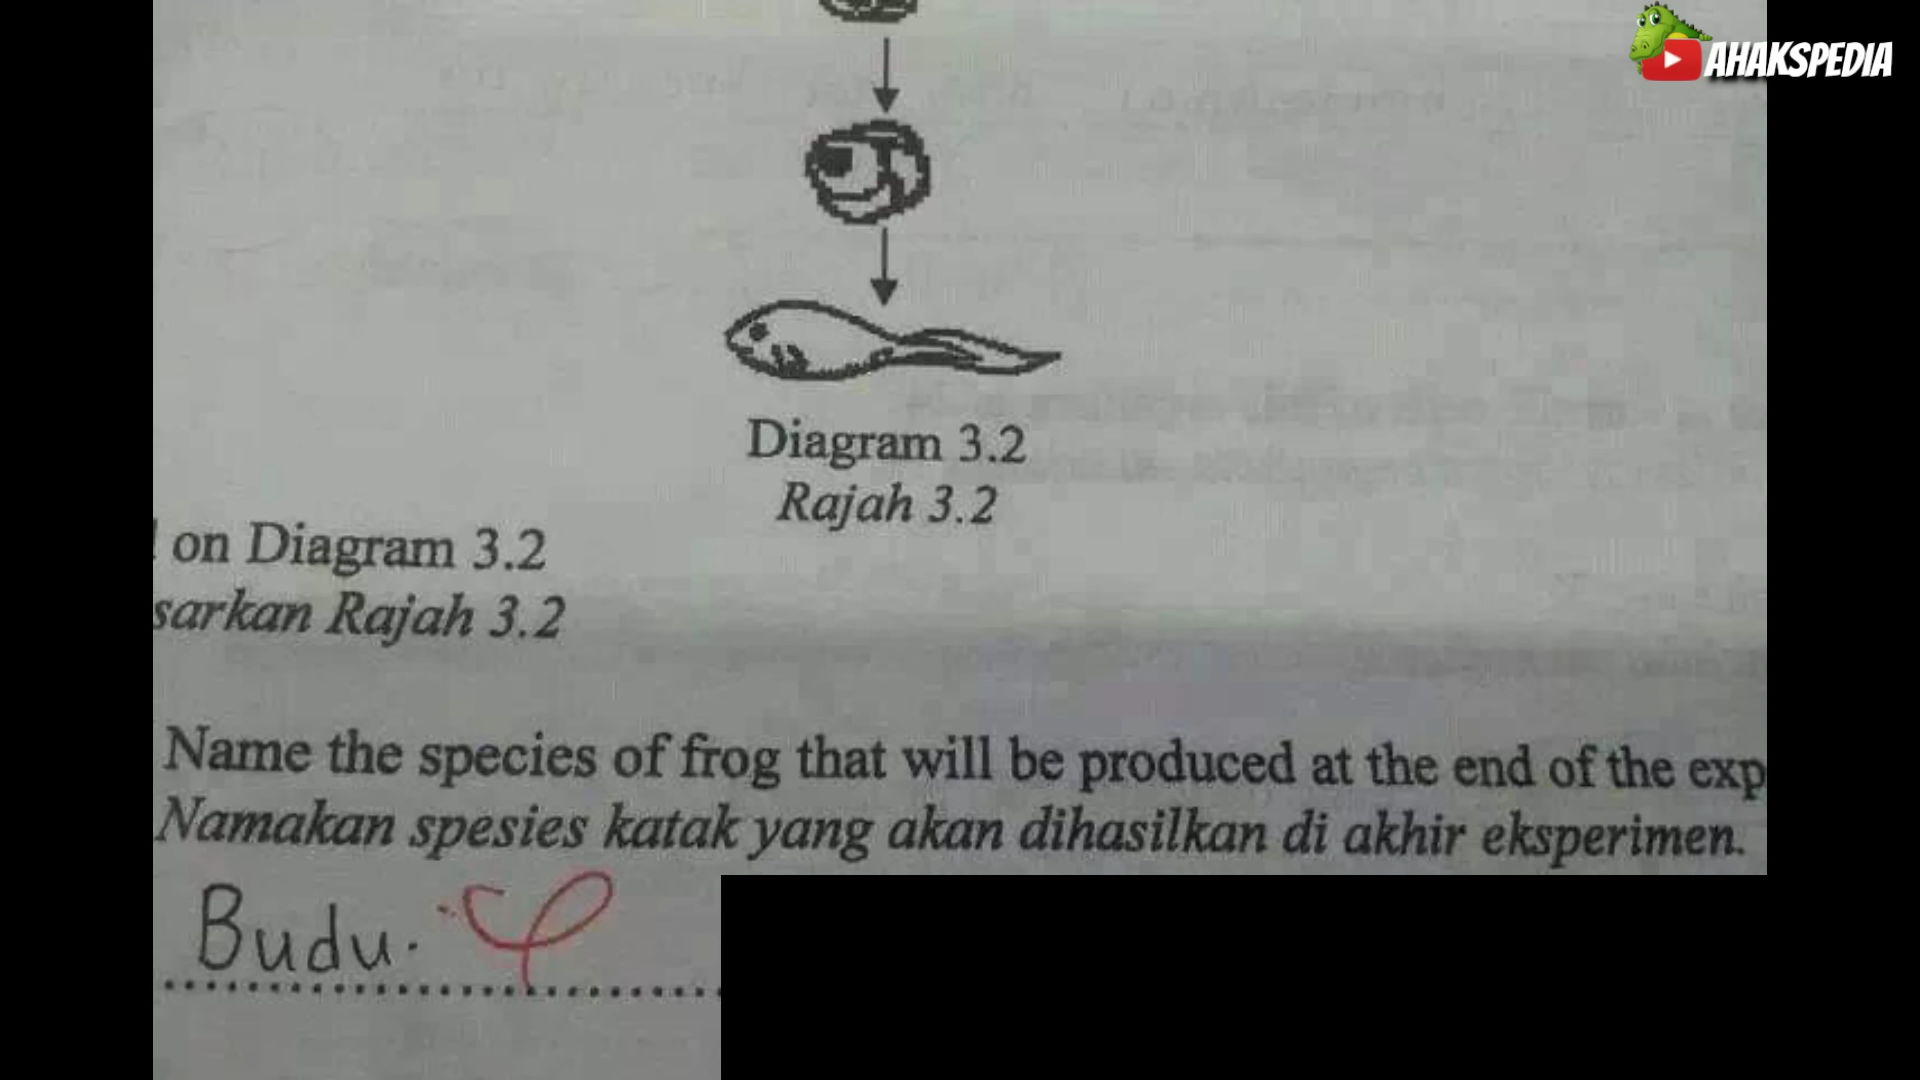 AHAKSPEDIA
Diagram 3.2
Rajah 3.2
on Diagram 3.2
sarkan Rajah 3.2
Name the species of frog that will be produced at the end of the exp
Namakan spesies katak yang akan dihasilkan di akhir eksperimen.
Budu.